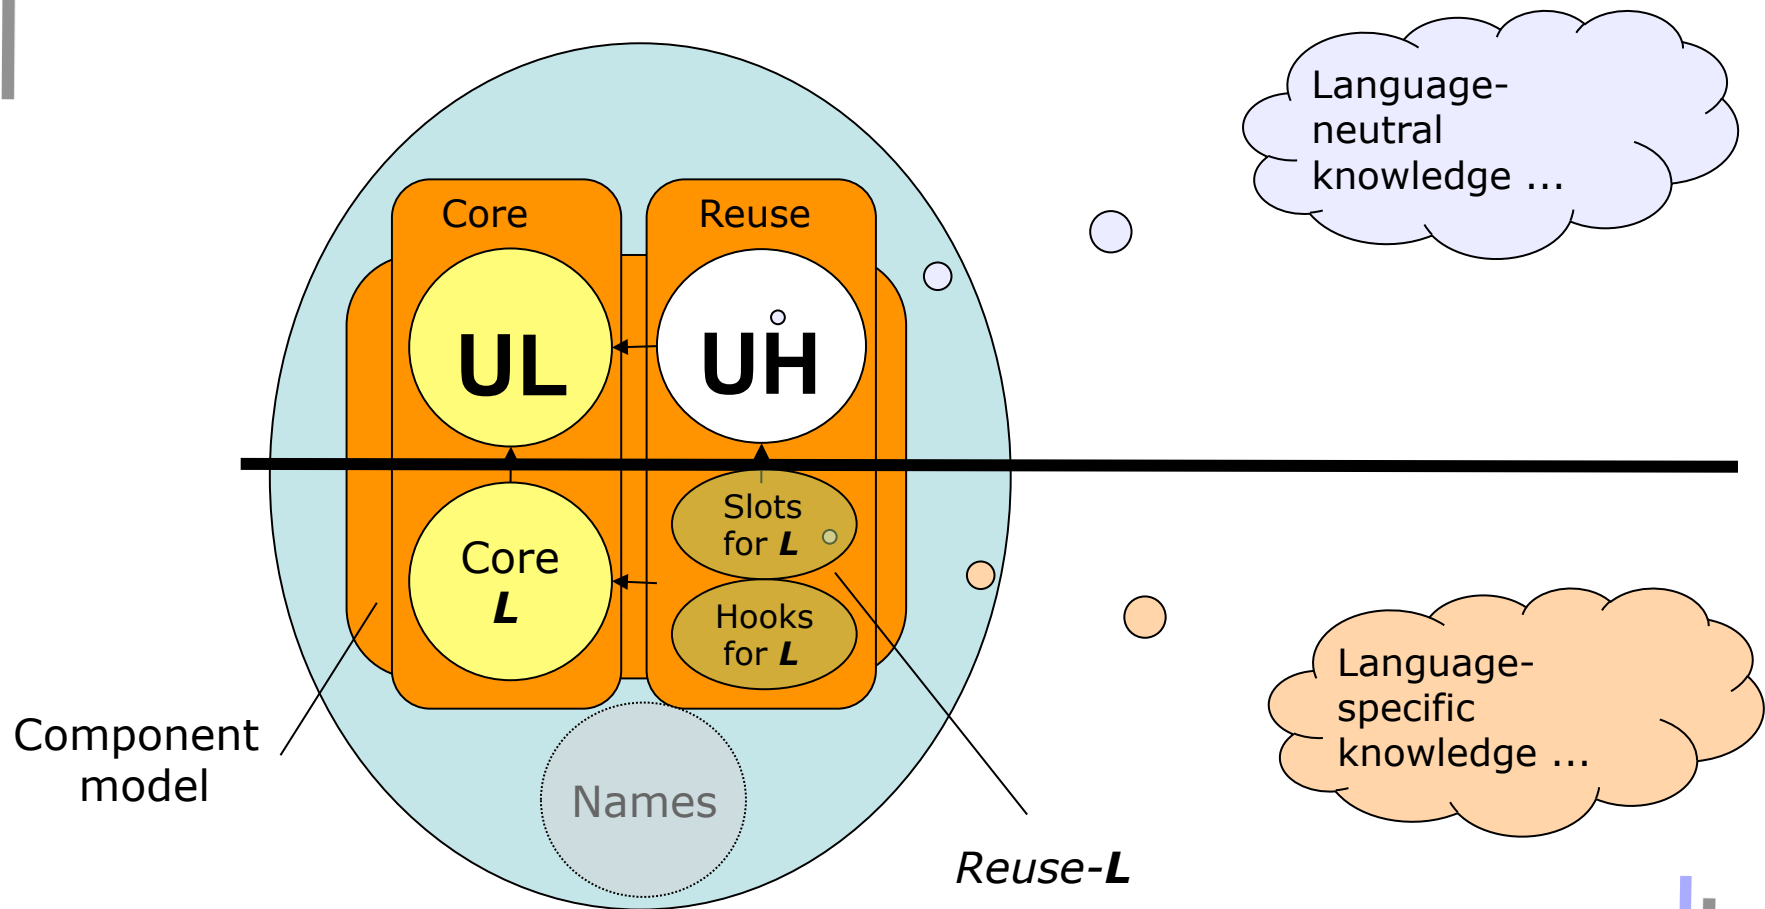 Language-
neutral
knowledge ...
Core
Reuse
UL
UH
Slots
for L
Core
L
Hooks
for L
Language-
specific
knowledge ...
Component
model
Names
Reuse-L